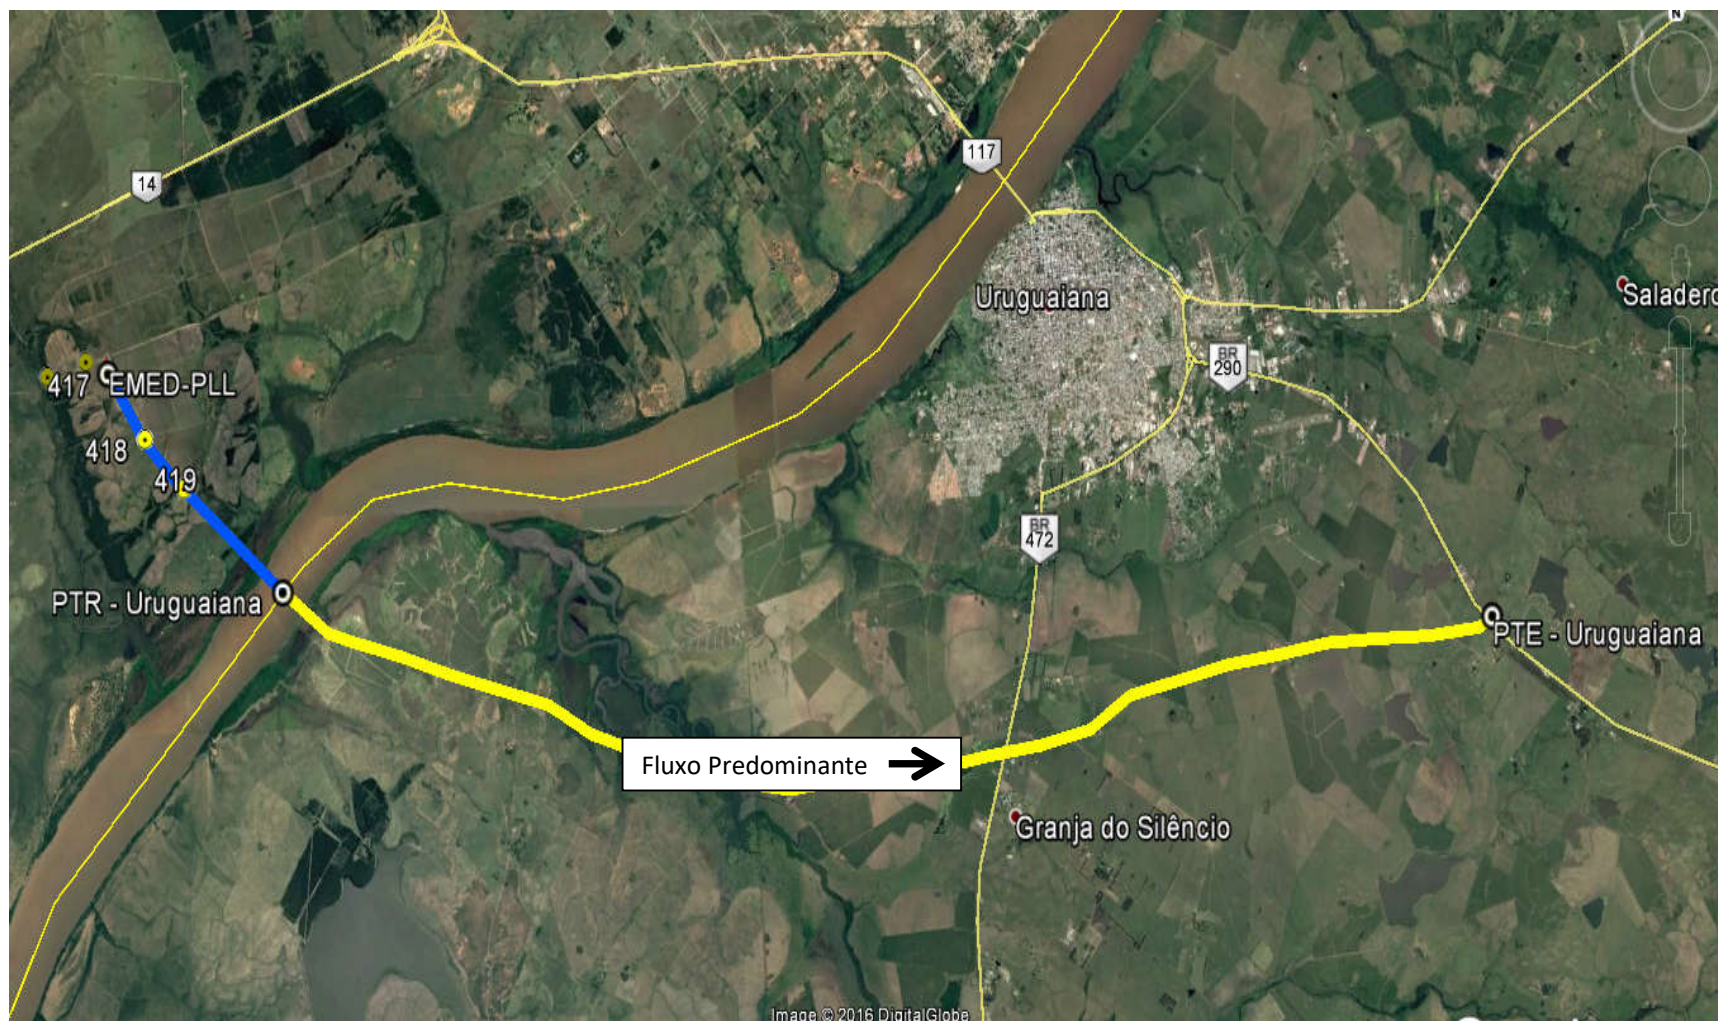 N
117
14
Uruguaiana
Saladero
BR
290
417
EMED-PLL
418
419
BR
472
PTR - Uruguaiana
PTE - Uruguaiana
Fluxo Predominante
Granja do Silêncio
Image © 2016 DigitalGlobe